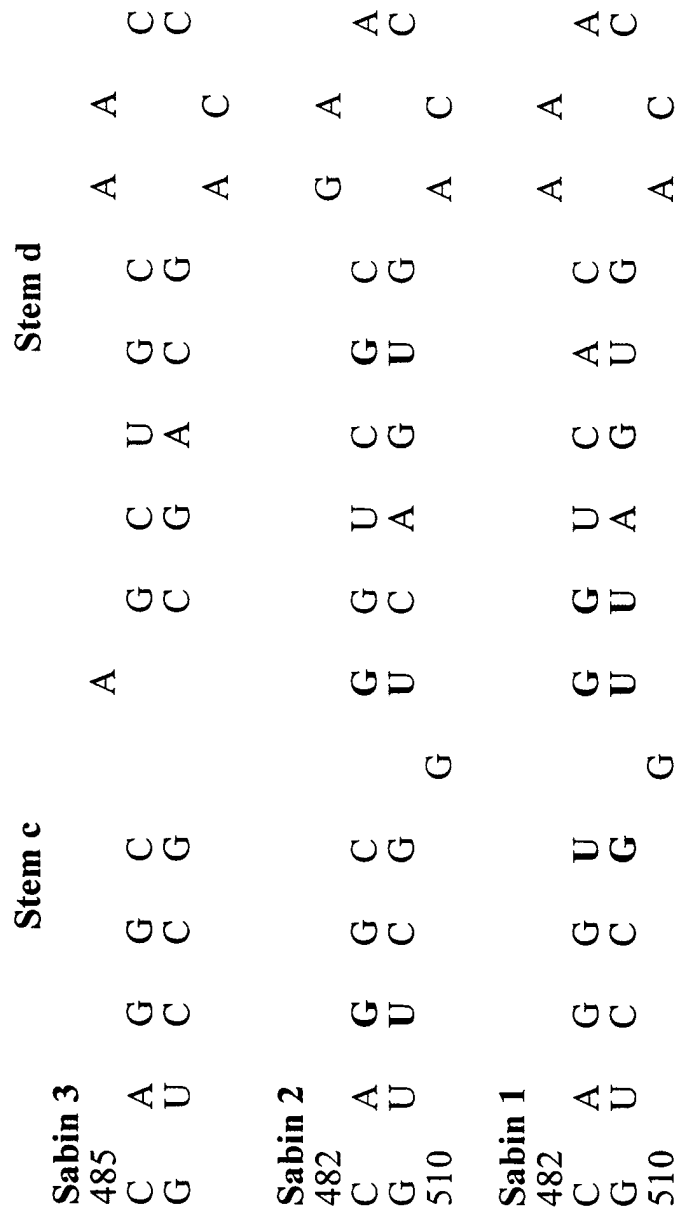 Stem c Stem d
Sabin 3
485 A A A
C A G G C G C U G C C
G U C C G C G A C G C
A C
Sabin 2
482 G A
C A G G C G G U C G C A
G U U C G U C A G U G C
510 G A C
Sabin 1
482 A A
C A G G U G G U C A C A
G U C C G U U A G U G C
510 G A C